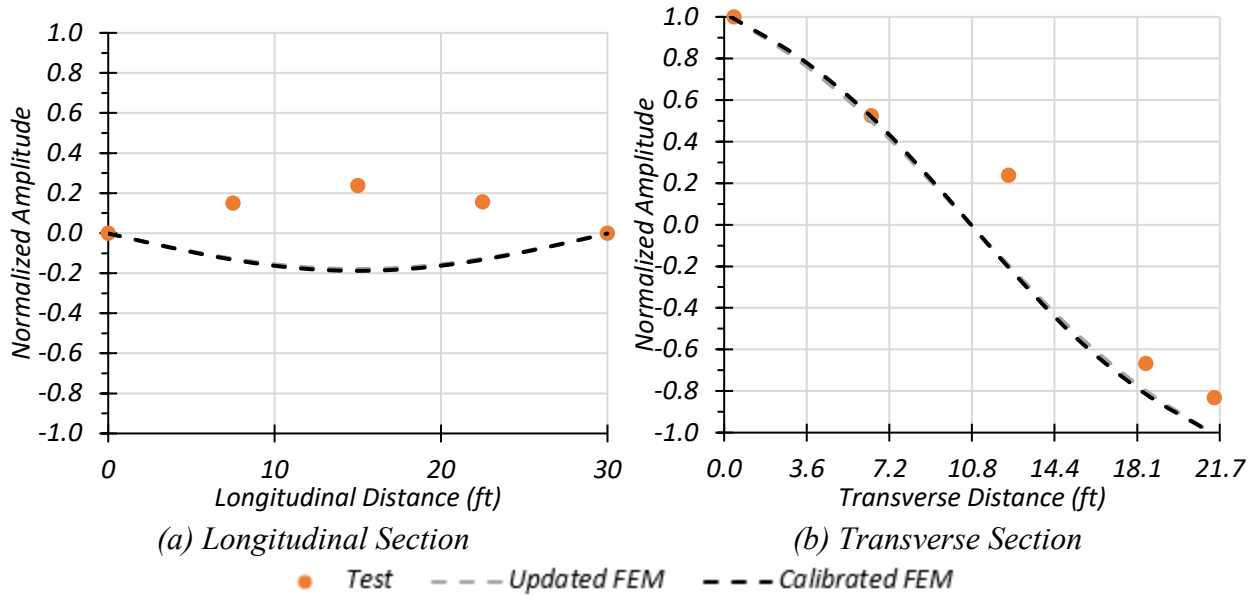 Normalized Amplitude
1.0
0.8
0.6
0.4
0.2
0.0
-0.2
-0.4
-0.6
-0.8
-1.0
0 10 20 30
Longitudinal Distance (ft)
(a) Longitudinal Section
Normalized Amplitude
1.0
0.8
0.6
0.4
0.2
0.0
-0.2
-0.4
-0.6
-0.8
-1.0
0.0 3.6 7.2 10.8 14.4 18.1 21.7
Transverse Distance (ft)
(b) Transverse Section
Test Updated FEM Calibrated FEM